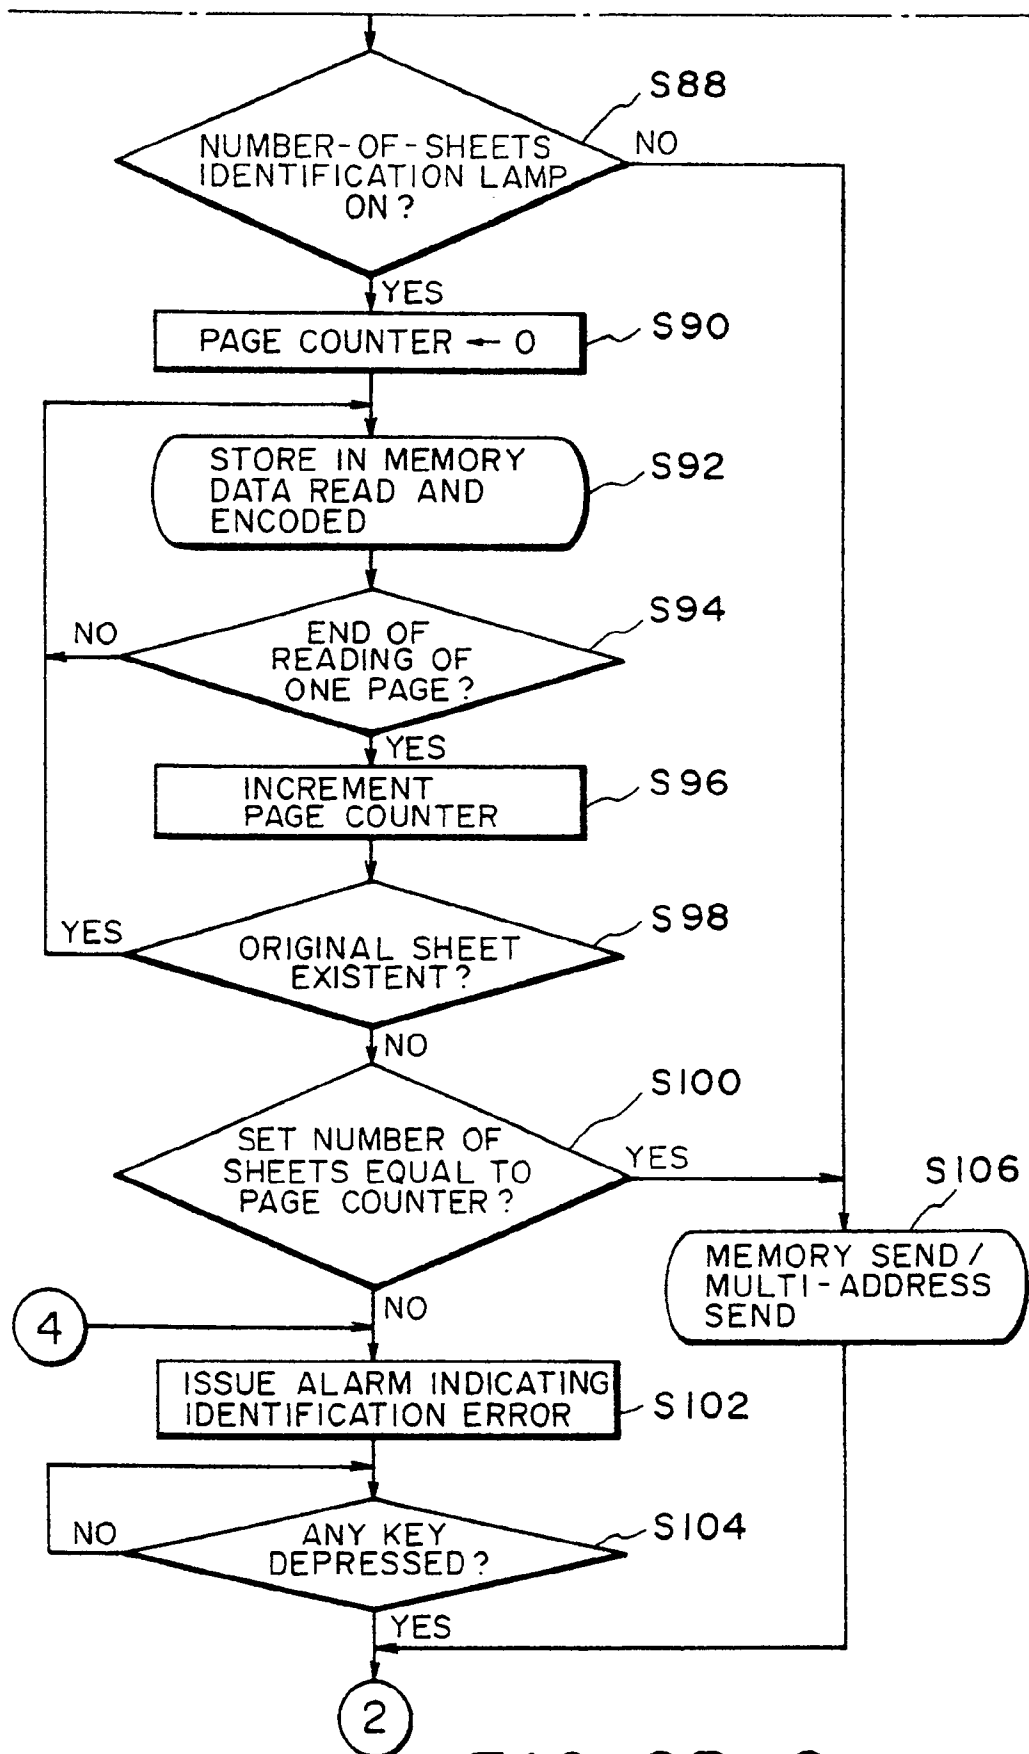 S88
NUMBER-OF-SHEETS
IDENTIFICATION LAMP
ON?
NO
YES
PAGE COUNTER ← 0
S90
STORE IN MEMORY
DATA READ AND
ENCODED
S92
S94
NO
END OF
READING OF
ONE PAGE?
YES
INCREMENT
PAGE COUNTER
S96
S98
YES
ORIGINAL SHEET
EXISTENT?
NO
S100
SET NUMBER OF
SHEETS EQUAL TO
PAGE COUNTER?
YES
S106
MEMORY SEND/
MULTI-ADDRESS
SEND
NO
4
ISSUE ALARM INDICATING
IDENTIFICATION ERROR
S102
S104
NO
ANY KEY
DEPRESSED?
YES
2